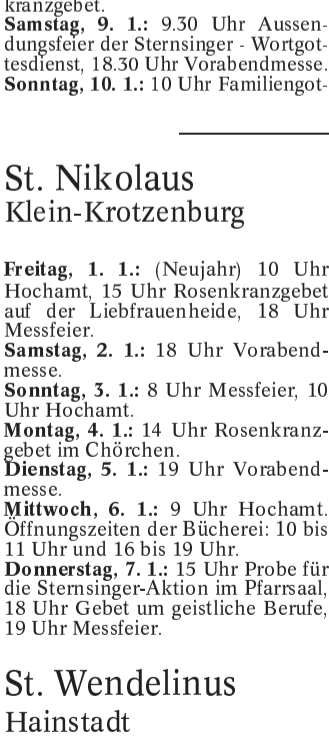 kranzgebet.
Samstag, 9. 1.: 9.30 Uhr Aussen-
dungsfeier der Sternsinger - Wortgot-
tesdienst, 18.30 Uhr Vorabendmesse.
Sonntag, 10. 1.: 10 Uhr Familiengot-
St. Nikolaus
Klein-Krotzenburg
Freitag, 1. 1.: (Neujahr) 10 Uhr
Hochamt, 15 Uhr Rosenkranzgebet
auf der Liebfrauenheide, 18 Uhr
Messfeier.
Samstag, 2. 1.: 18 Uhr Vorabend-
messe.
Sonntag, 3. 1.: 8 Uhr Messfeier, 10
Uhr Hochamt.
Montag, 4. 1.: 14 Uhr Rosenkranz-
gebet im Chörchen.
Dienstag, 5. 1.: 19 Uhr Vorabend-
messe.
Mittwoch, 6. 1.: 9 Uhr Hochamt.
Öffnungszeiten der Bücherei: 10 bis
11 Uhr und 16 bis 19 Uhr.
Donnerstag, 7. 1.: 15 Uhr Probe für
die Sternsinger-Aktion im Pfarrsaal,
18 Uhr Gebet um geistliche Berufe,
19 Uhr Messfeier.
St. Wendelinus
Hainstadt